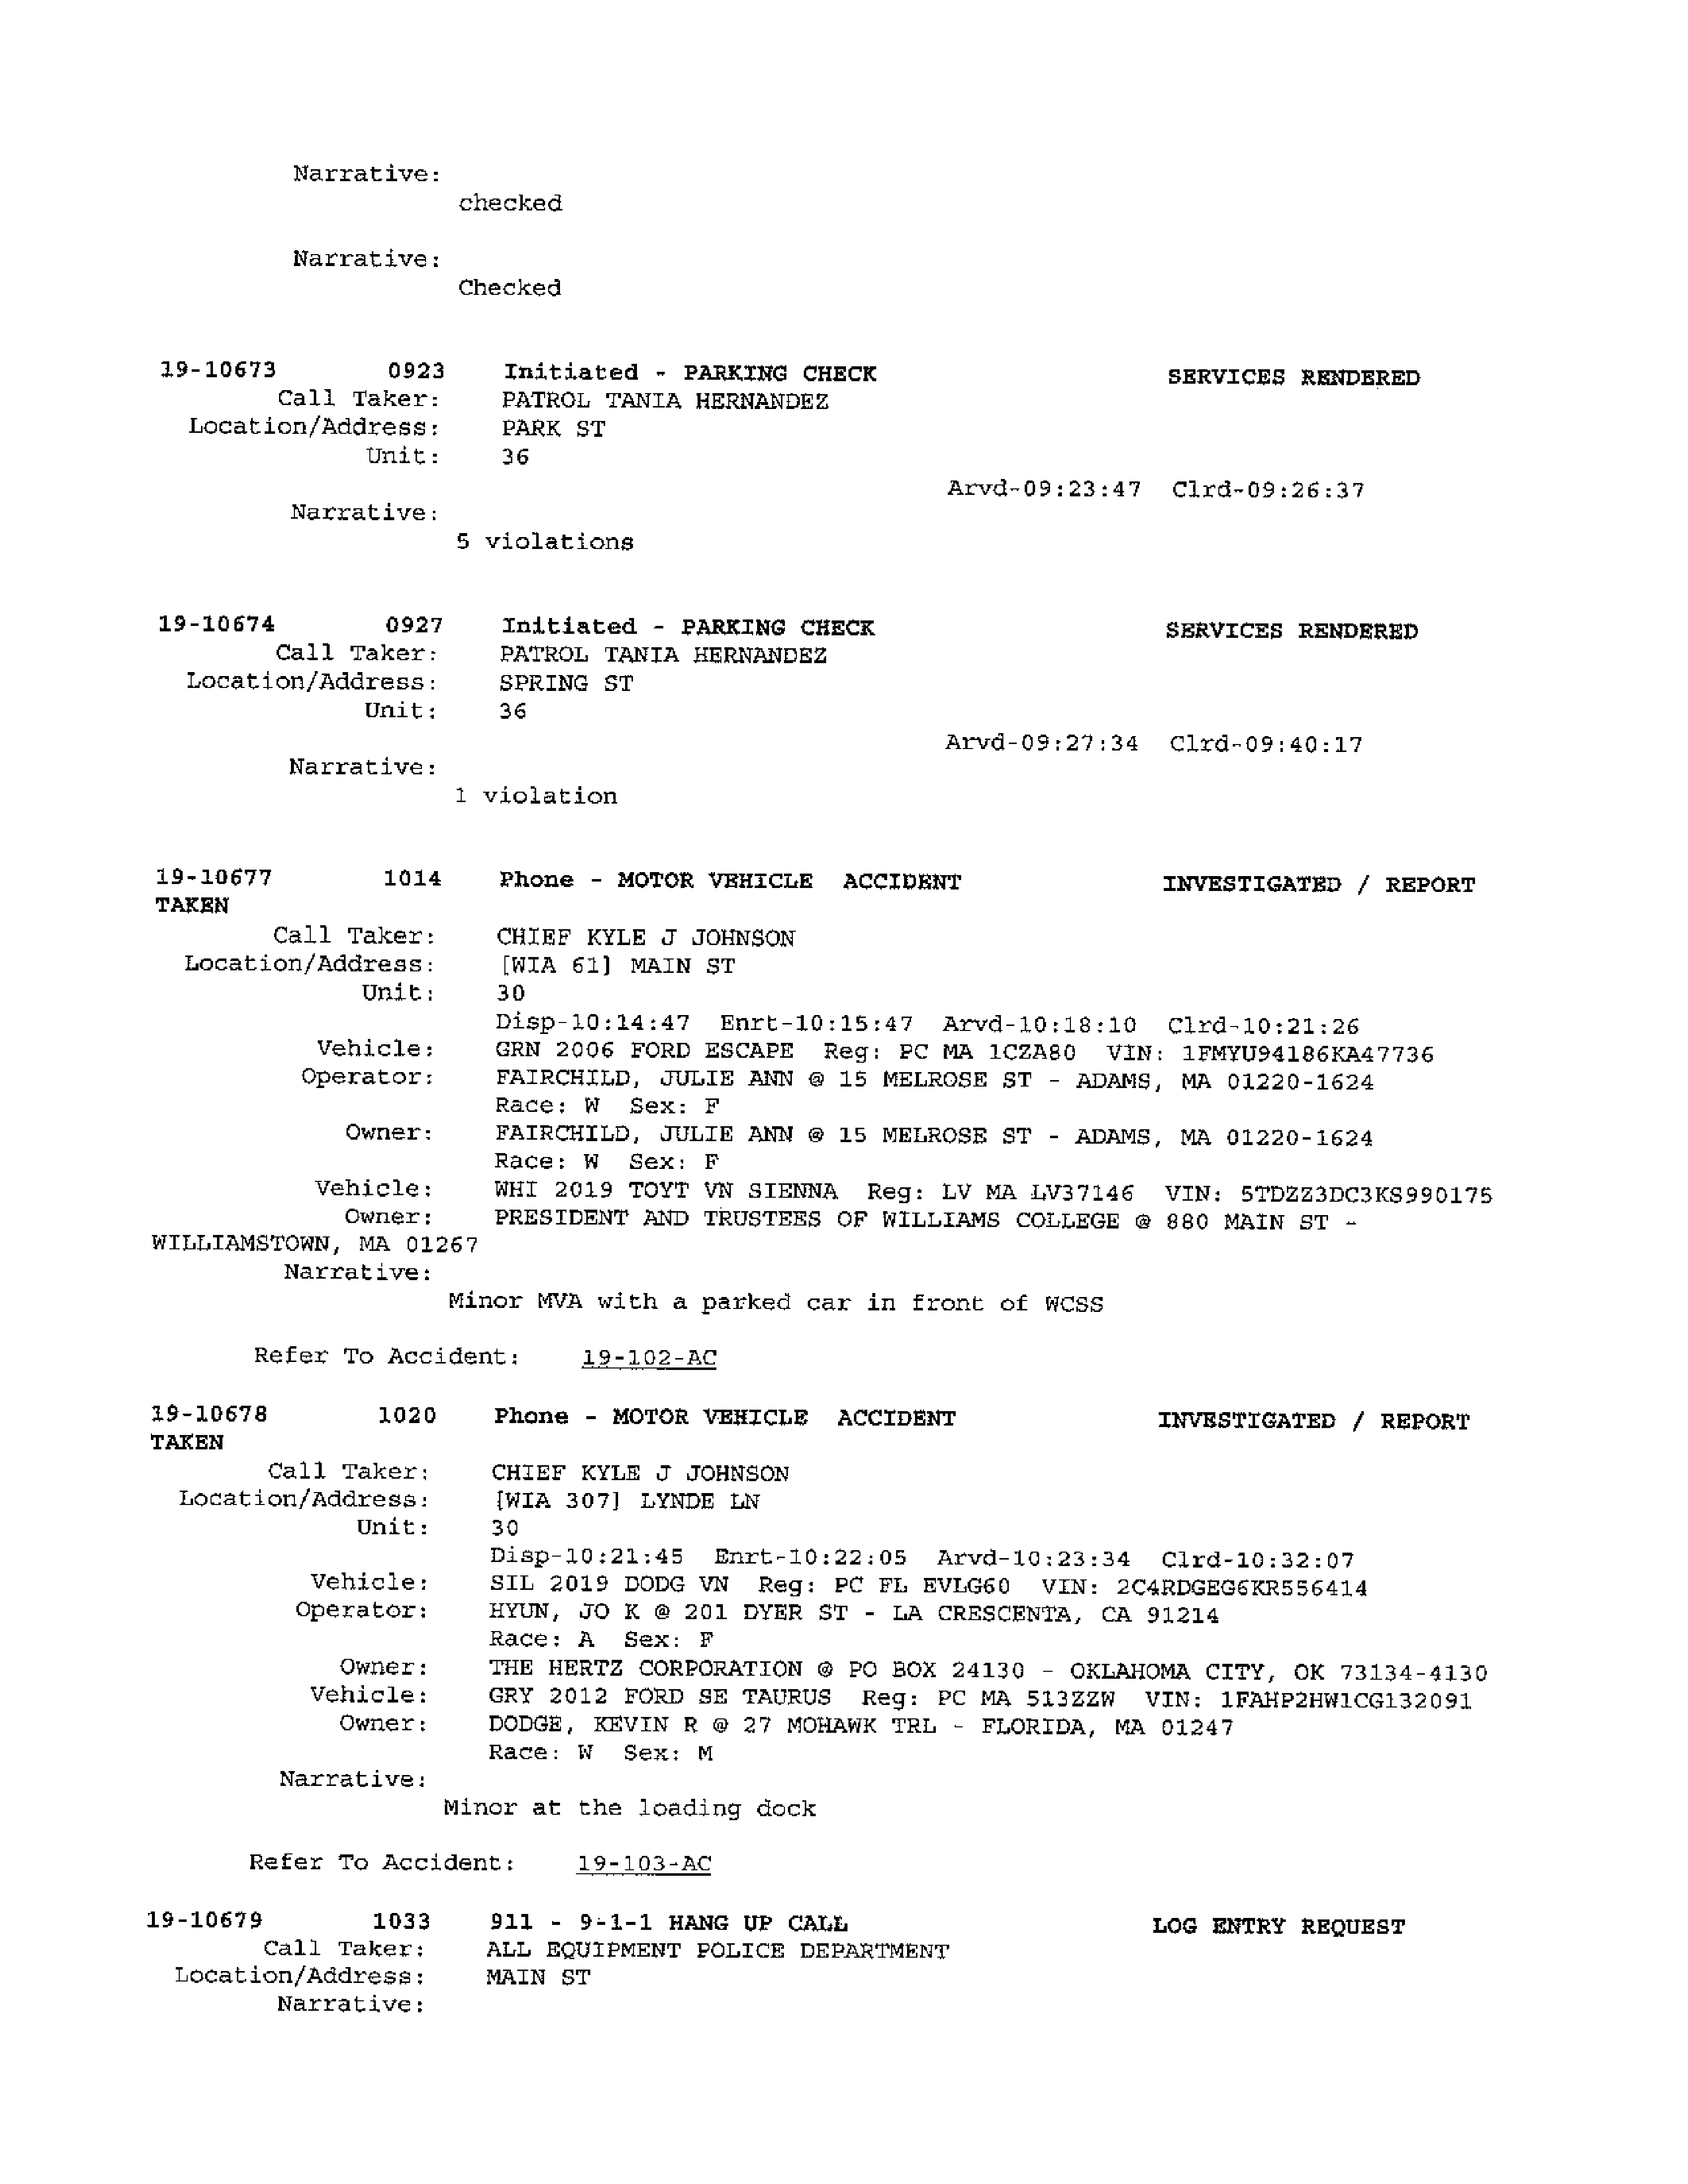 Narrative:
checked
Narrative:
Checked
19-10673 0923 Initiated - PARKING CHECK SERVICES RENDERED
Call Taker: PATROL TANIA HERNANDEZ
Location/Address: PARK ST
Unit: 36
Arvd-09:23:47 Clrd-09:26:37
Narrative:
5 violations
19-10674 0927 Initiated - PARKING CHECK SERVICES RENDERED
Call Taker: PATROL TANIA HERNANDEZ
Location/Address: SPRING ST
Unit: 36
Arvd-09:27:34 Clrd-09:40:17
Narrative:
1 violation
19-10677 1014 Phone - MOTOR VEHICLE ACCIDENT INVESTIGATED / REPORT
TAKEN
Call Taker: CHIEF KYLE J JOHNSON
Location/Address: [WIA 61] MAIN ST
Unit: 30
Disp-10:14:47 Enrt-10:15:47 Arvd-10:18:10 Clrd-10:21:26
Vehicle: GRN 2006 FORD ESCAPE Reg: PC MA 1CZA80 VIN: 1FMYU94186KA47736
Operator: FAIRCHILD, JULIE ANN @ 15 MELROSE ST - ADAMS, MA 01220-1624
Race: W Sex: F
Owner: FAIRCHILD, JULIE ANN @ 15 MELROSE ST - ADAMS, MA 01220-1624
Race: W Sex: F
Vehicle: WHI 2019 TOYT VN SIENNA Reg: LV MA LV37146 VIN: 5TDZZ3DC3KS990175
Owner: PRESIDENT AND TRUSTEES OF WILLIAMS COLLEGE @ 880 MAIN ST -
WILLIAMSTOWN, MA 01267
Narrative:
Minor MVA with a parked car in front of WCSS
Refer To Accident: 19-102-AC
19-10678 1020 Phone - MOTOR VEHICLE ACCIDENT INVESTIGATED / REPORT
TAKEN
Call Taker: CHIEF KYLE J JOHNSON
Location/Address: [WIA 307] LYNDE LN
Unit: 30
Disp-10:21:45 Enrt-10:22:05 Arvd-10:23:34 Clrd-10:32:07
Vehicle: SIL 2019 DODG VN Reg: PC FL EVLG60 VIN: 2C4RDGEG6KR556414
Operator: HYUN, JO K @ 201 DYER ST - LA CRESCENTA, CA 91214
Race: A Sex: F
Owner: THE HERTZ CORPORATION @ PO BOX 24130 - OKLAHOMA CITY, OK 73134-4130
Vehicle: GRY 2012 FORD SE TAURUS Reg: PC MA 513ZZW VIN: 1FAHP2HW1CG132091
Owner: DODGE, KEVIN R @ 27 MOHAWK TRL - FLORIDA, MA 01247
Race: W Sex: M
Narrative:
Minor at the loading dock
Refer To Accident: 19-103-AC
19-10679 1033 911 - 9-1-1 HANG UP CALL LOG ENTRY REQUEST
Call Taker: ALL EQUIPMENT POLICE DEPARTMENT
Location/Address: MAIN ST
Narrative: